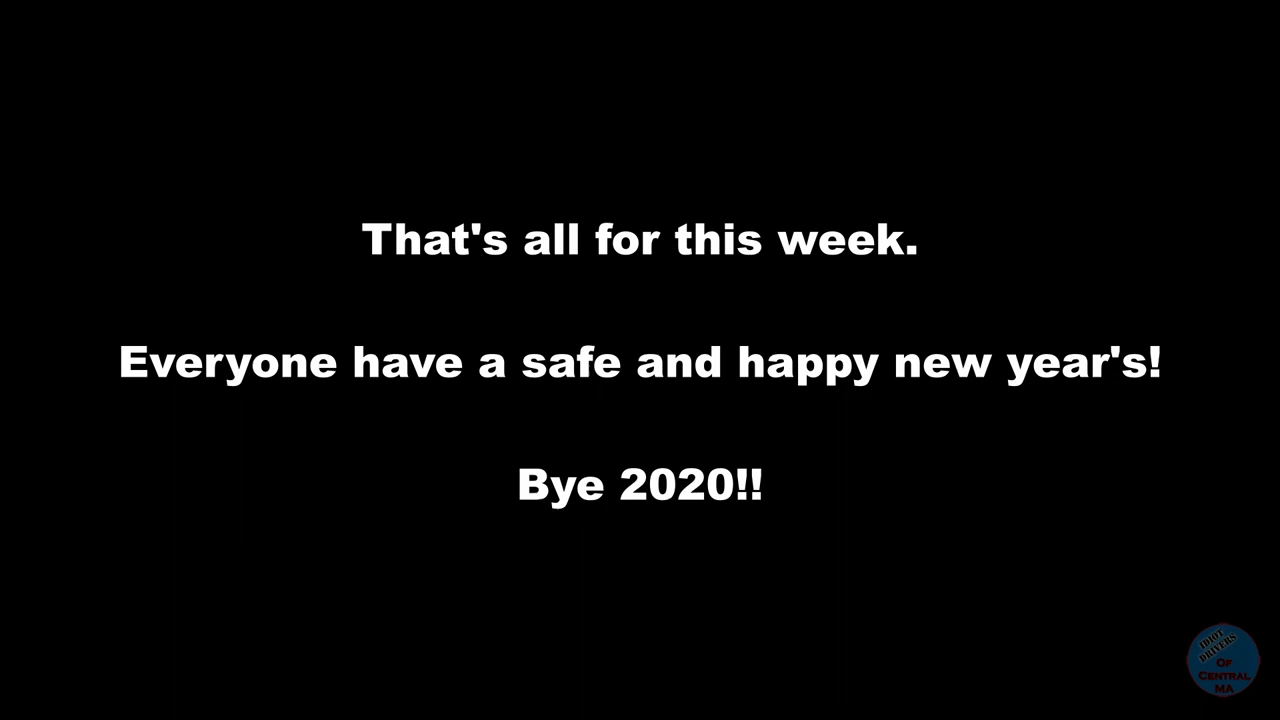 That's all for this week.
Everyone have a safe and happy new year's!
Bye 2020!!
IDIOT
DRIVERS
OF
CENTRAL
MA